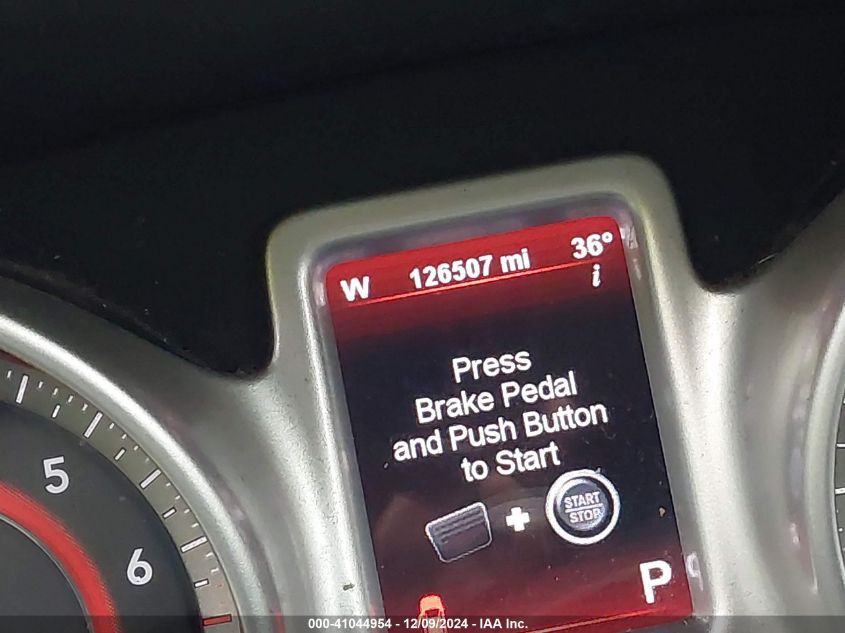 W 126507 mi 36°
i
Press
Brake Pedal
and Push Button
to Start
START
STOP
5
6
P
000-41044954 - 12/09/2024 - IAA Inc.